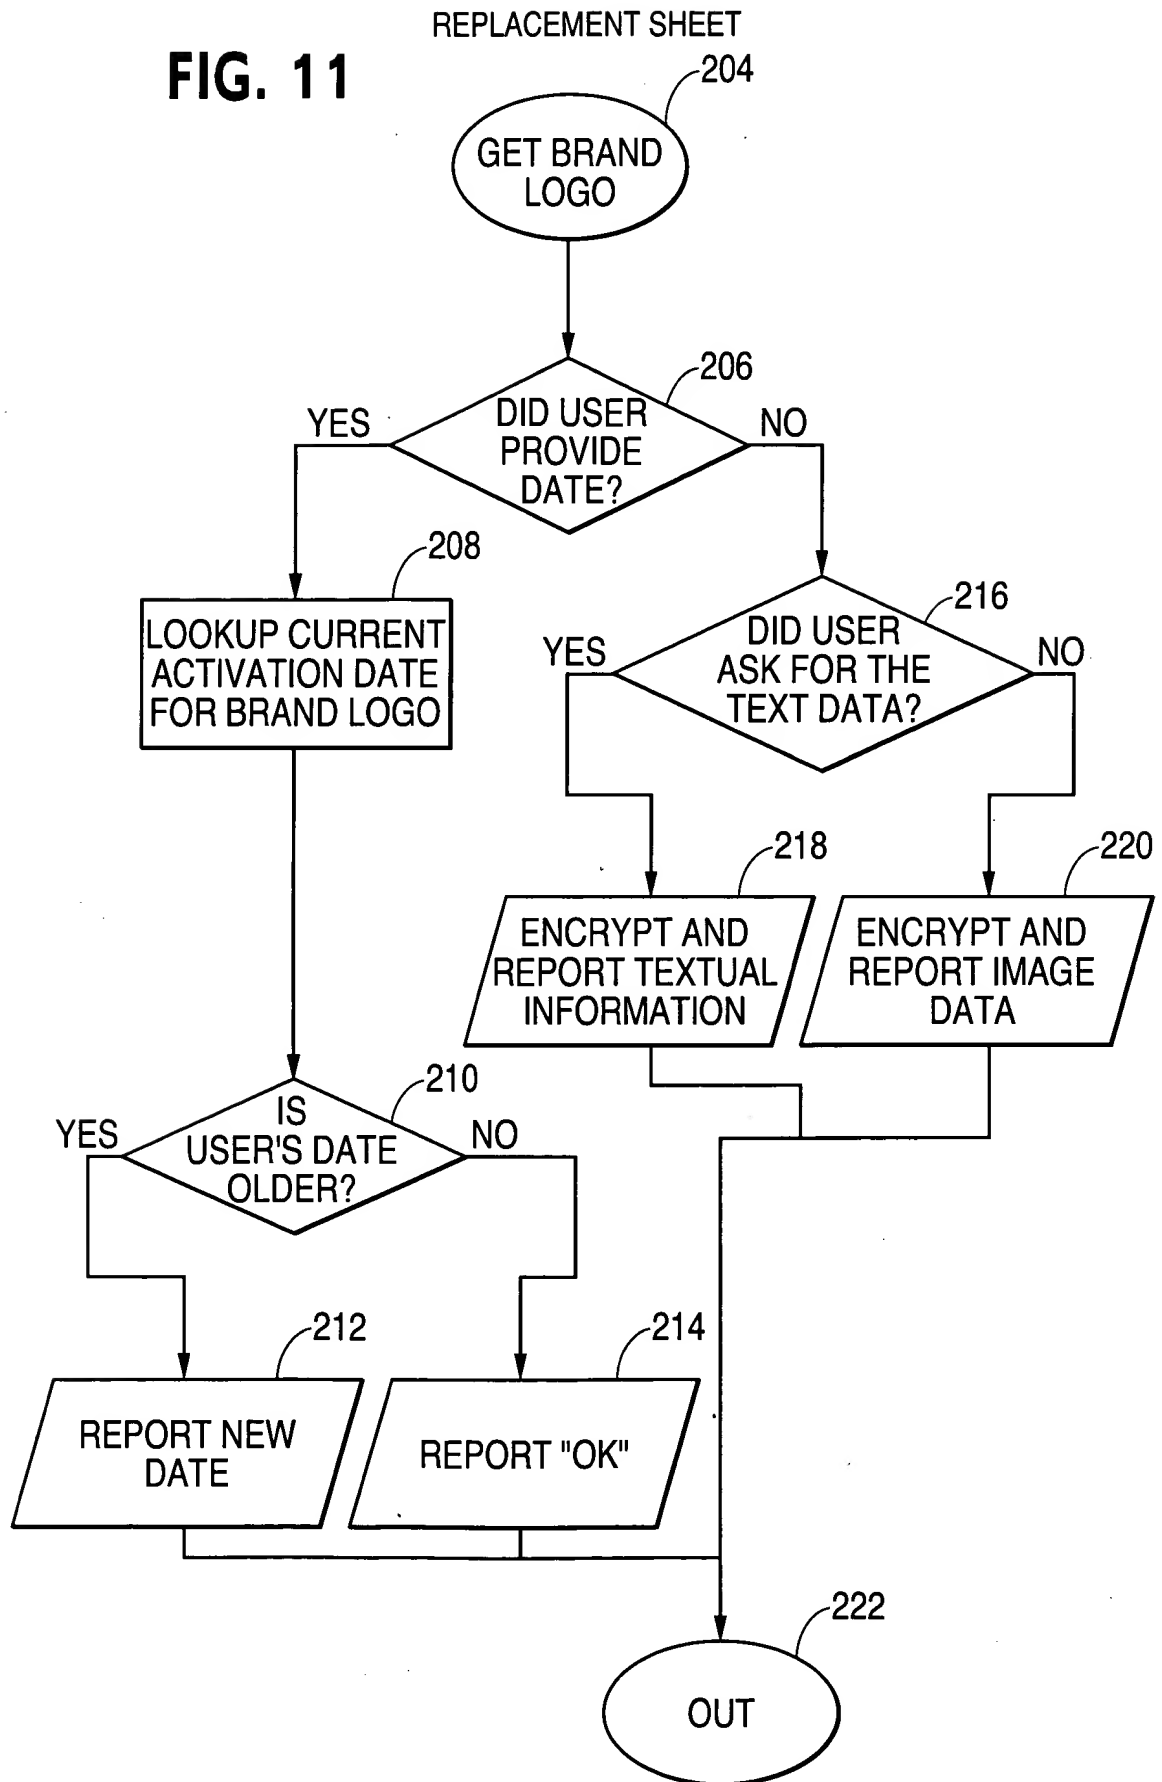 REPLACEMENT SHEET
FIG. 11
204
GET BRAND
LOGO
206
YES
DID USER
PROVIDE
DATE?
NO
208
LOOKUP CURRENT
ACTIVATION DATE
FOR BRAND LOGO
216
YES
DID USER
ASK FOR THE
TEXT DATA?
NO
218
ENCRYPT AND
REPORT TEXTUAL
INFORMATION
220
ENCRYPT AND
REPORT IMAGE
DATA
210
YES
IS
USER'S DATE
OLDER?
NO
212
REPORT NEW
DATE
214
REPORT "OK"
222
OUT